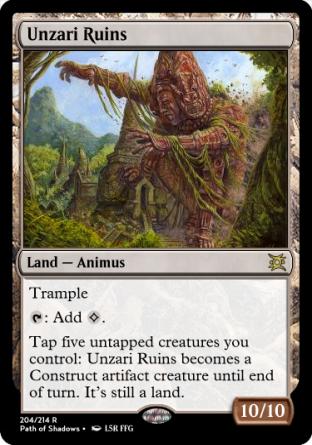 Unzari Ruins
Land — Animus
Trample
: Add .
Tap five untapped creatures you
control: Unzari Ruins becomes a
Construct artifact creature until end
of turn. It's still a land.
10/10
204/214 R
Path of Shadows • LSR FFG